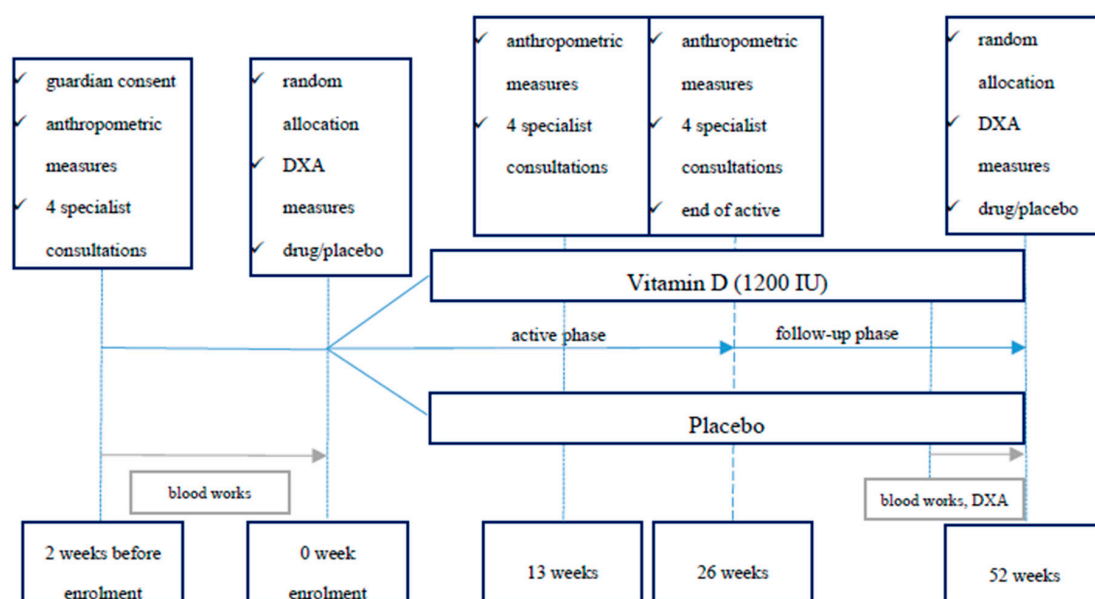 ✓ guardian consent
✓ anthropometric
measures
✓ 4 specialist
consultations
✓ random
allocation
✓ DXA
measures
✓ drug/placebo
✓ anthropometric
measures
✓ 4 specialist
consultations
✓ anthropometric
measures
✓ 4 specialist
consultations
✓ end of active
✓ random
allocation
✓ DXA
measures
✓ drug/placebo
Vitamin D (1200 IU)
active phase
follow-up phase
Placebo
blood works
blood works, DXA
2 weeks before
enrolment
0 week
enrolment
13 weeks
26 weeks
52 weeks